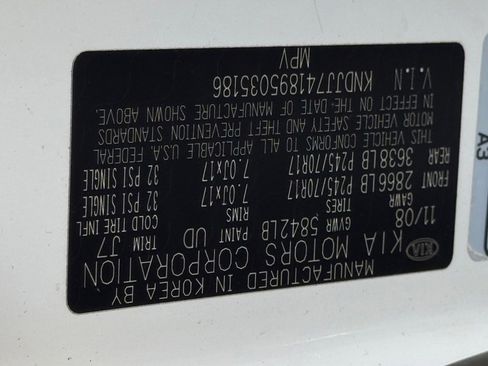 MANUFACTURED IN KOREA BY
KIA KIA MOTORS CORPORATION
11/08 GVWR 5842LB PAINT UD TRIM J7
GAWR TIRES RIMS COLD TIRE INFL
FRONT 2866LB P245/70R17 7.0JX17 32 PSI SINGLE
REAR 3638LB P245/70R17 7.0JX17 32 PSI SINGLE
THIS VEHICLE CONFORMS TO ALL APPLICABLE U.S.A. FEDERAL
MOTOR VEHICLE SAFETY AND THEFT PREVENTION STANDARDS
IN EFFECT ON THE DATE OF MANUFACTURE SHOWN ABOVE.
V.I.N KNDJJ741895035186
MPV
A3